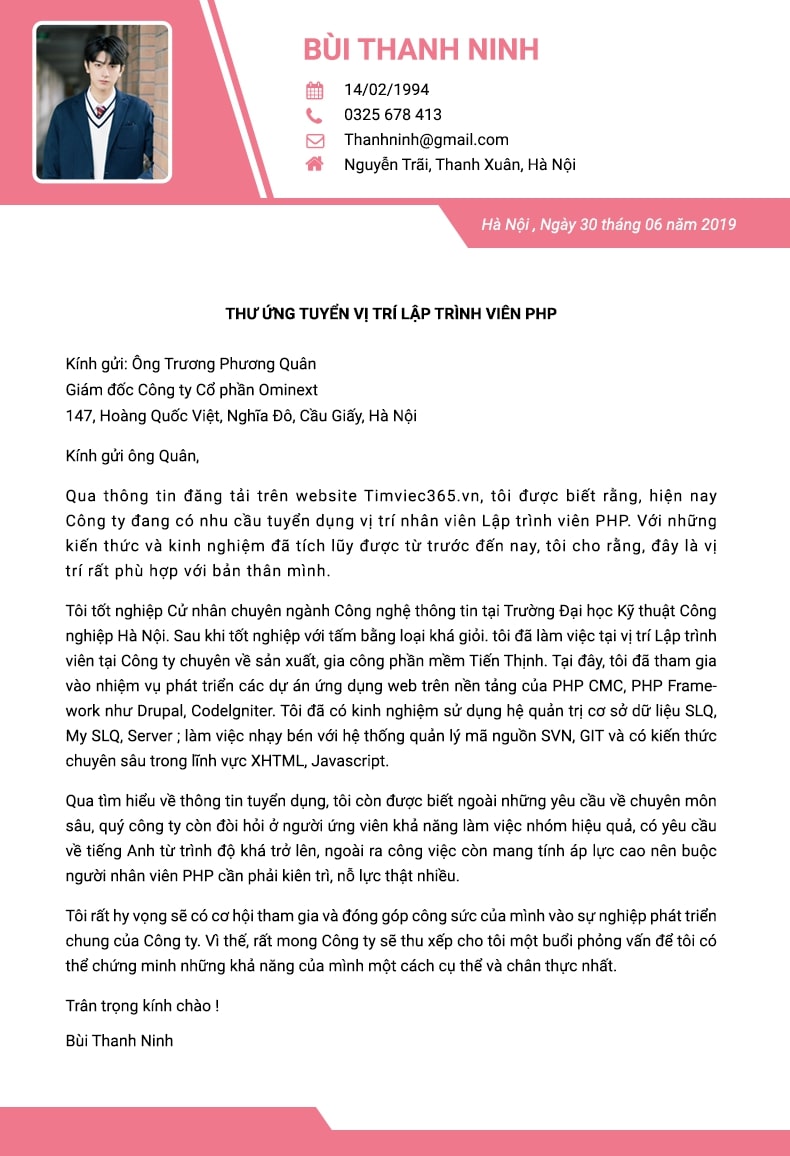 BÙI THANH NINH
14/02/1994
0325 678 413
Thanhninh@gmail.com
Nguyễn Trãi, Thanh Xuân, Hà Nội
Hà Nội , Ngày 30 tháng 06 năm 2019
THƯ ỨNG TUYỂN VỊ TRÍ LẬP TRÌNH VIÊN PHP
Kính gửi: Ông Trương Phương Quân
Giám đốc Công ty Cổ phần Ominext
147, Hoàng Quốc Việt, Nghĩa Đô, Cầu Giấy, Hà Nội
Kính gửi ông Quân,
Qua thông tin đăng tải trên website Timviec365.vn, tôi được biết rằng, hiện nay
Công ty đang có nhu cầu tuyển dụng vị trí nhân viên Lập trình viên PHP. Với những
kiến thức và kinh nghiệm đã tích lũy được từ trước đến nay, tôi cho rằng, đây là vị
trí rất phù hợp với bản thân mình.
Tôi tốt nghiệp Cử nhân chuyên ngành Công nghệ thông tin tại Trường Đại học Kỹ thuật Công
nghiệp Hà Nội. Sau khi tốt nghiệp với tấm bằng loại khá giỏi. tôi đã làm việc tại vị trí Lập trình
viên tại Công ty chuyên về sản xuất, gia công phần mềm Tiến Thịnh. Tại đây, tôi đã tham gia
vào nhiệm vụ phát triển các dự án ứng dụng web trên nền tảng của PHP CMC, PHP Frame-
work như Drupal, CodeIgniter. Tôi đã có kinh nghiệm sử dụng hệ quản trị cơ sở dữ liệu SLQ,
My SLQ, Server ; làm việc nhạy bén với hệ thống quản lý mã nguồn SVN, GIT và có kiến thức
chuyên sâu trong lĩnh vực XHTML, Javascript.
Qua tìm hiểu về thông tin tuyển dụng, tôi còn được biết ngoài những yêu cầu về chuyên môn
sâu, quý công ty còn đòi hỏi ở người ứng viên khả năng làm việc nhóm hiệu quả, có yêu cầu
về tiếng Anh từ trình độ khá trở lên, ngoài ra công việc còn mang tính áp lực cao nên buộc
người nhân viên PHP cần phải kiên trì, nỗ lực thật nhiều.
Tôi rất hy vọng sẽ có cơ hội tham gia và đóng góp công sức của mình vào sự nghiệp phát triển
chung của Công ty. Vì thế, rất mong Công ty sẽ thu xếp cho tôi một buổi phỏng vấn để tôi có
thể chứng minh những khả năng của mình một cách cụ thể và chân thực nhất.
Trân trọng kính chào !
Bùi Thanh Ninh